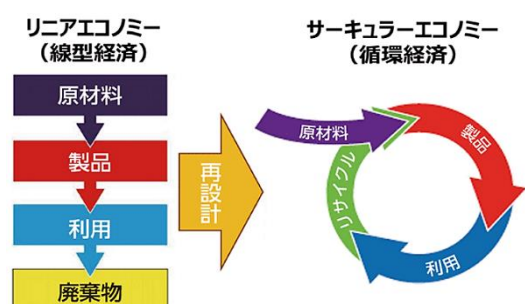 リニアエコノミー
（線型経済）
原材料
製品
利用
廃棄物
再設計
サーキュラーエコノミー
（循環経済）
原材料
製品
利用
リサイクル